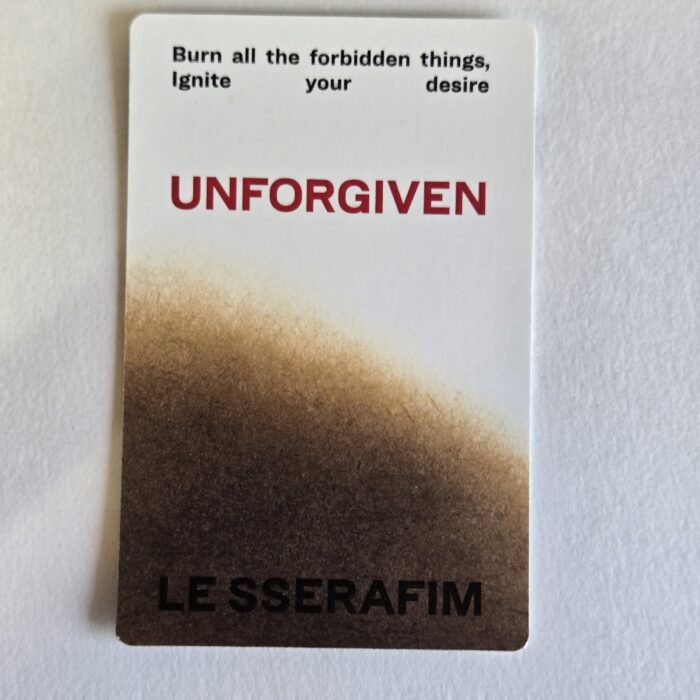 Burn all the forbidden things,
Ignite your desire
UNFORGIVEN
LE SSERAFIM